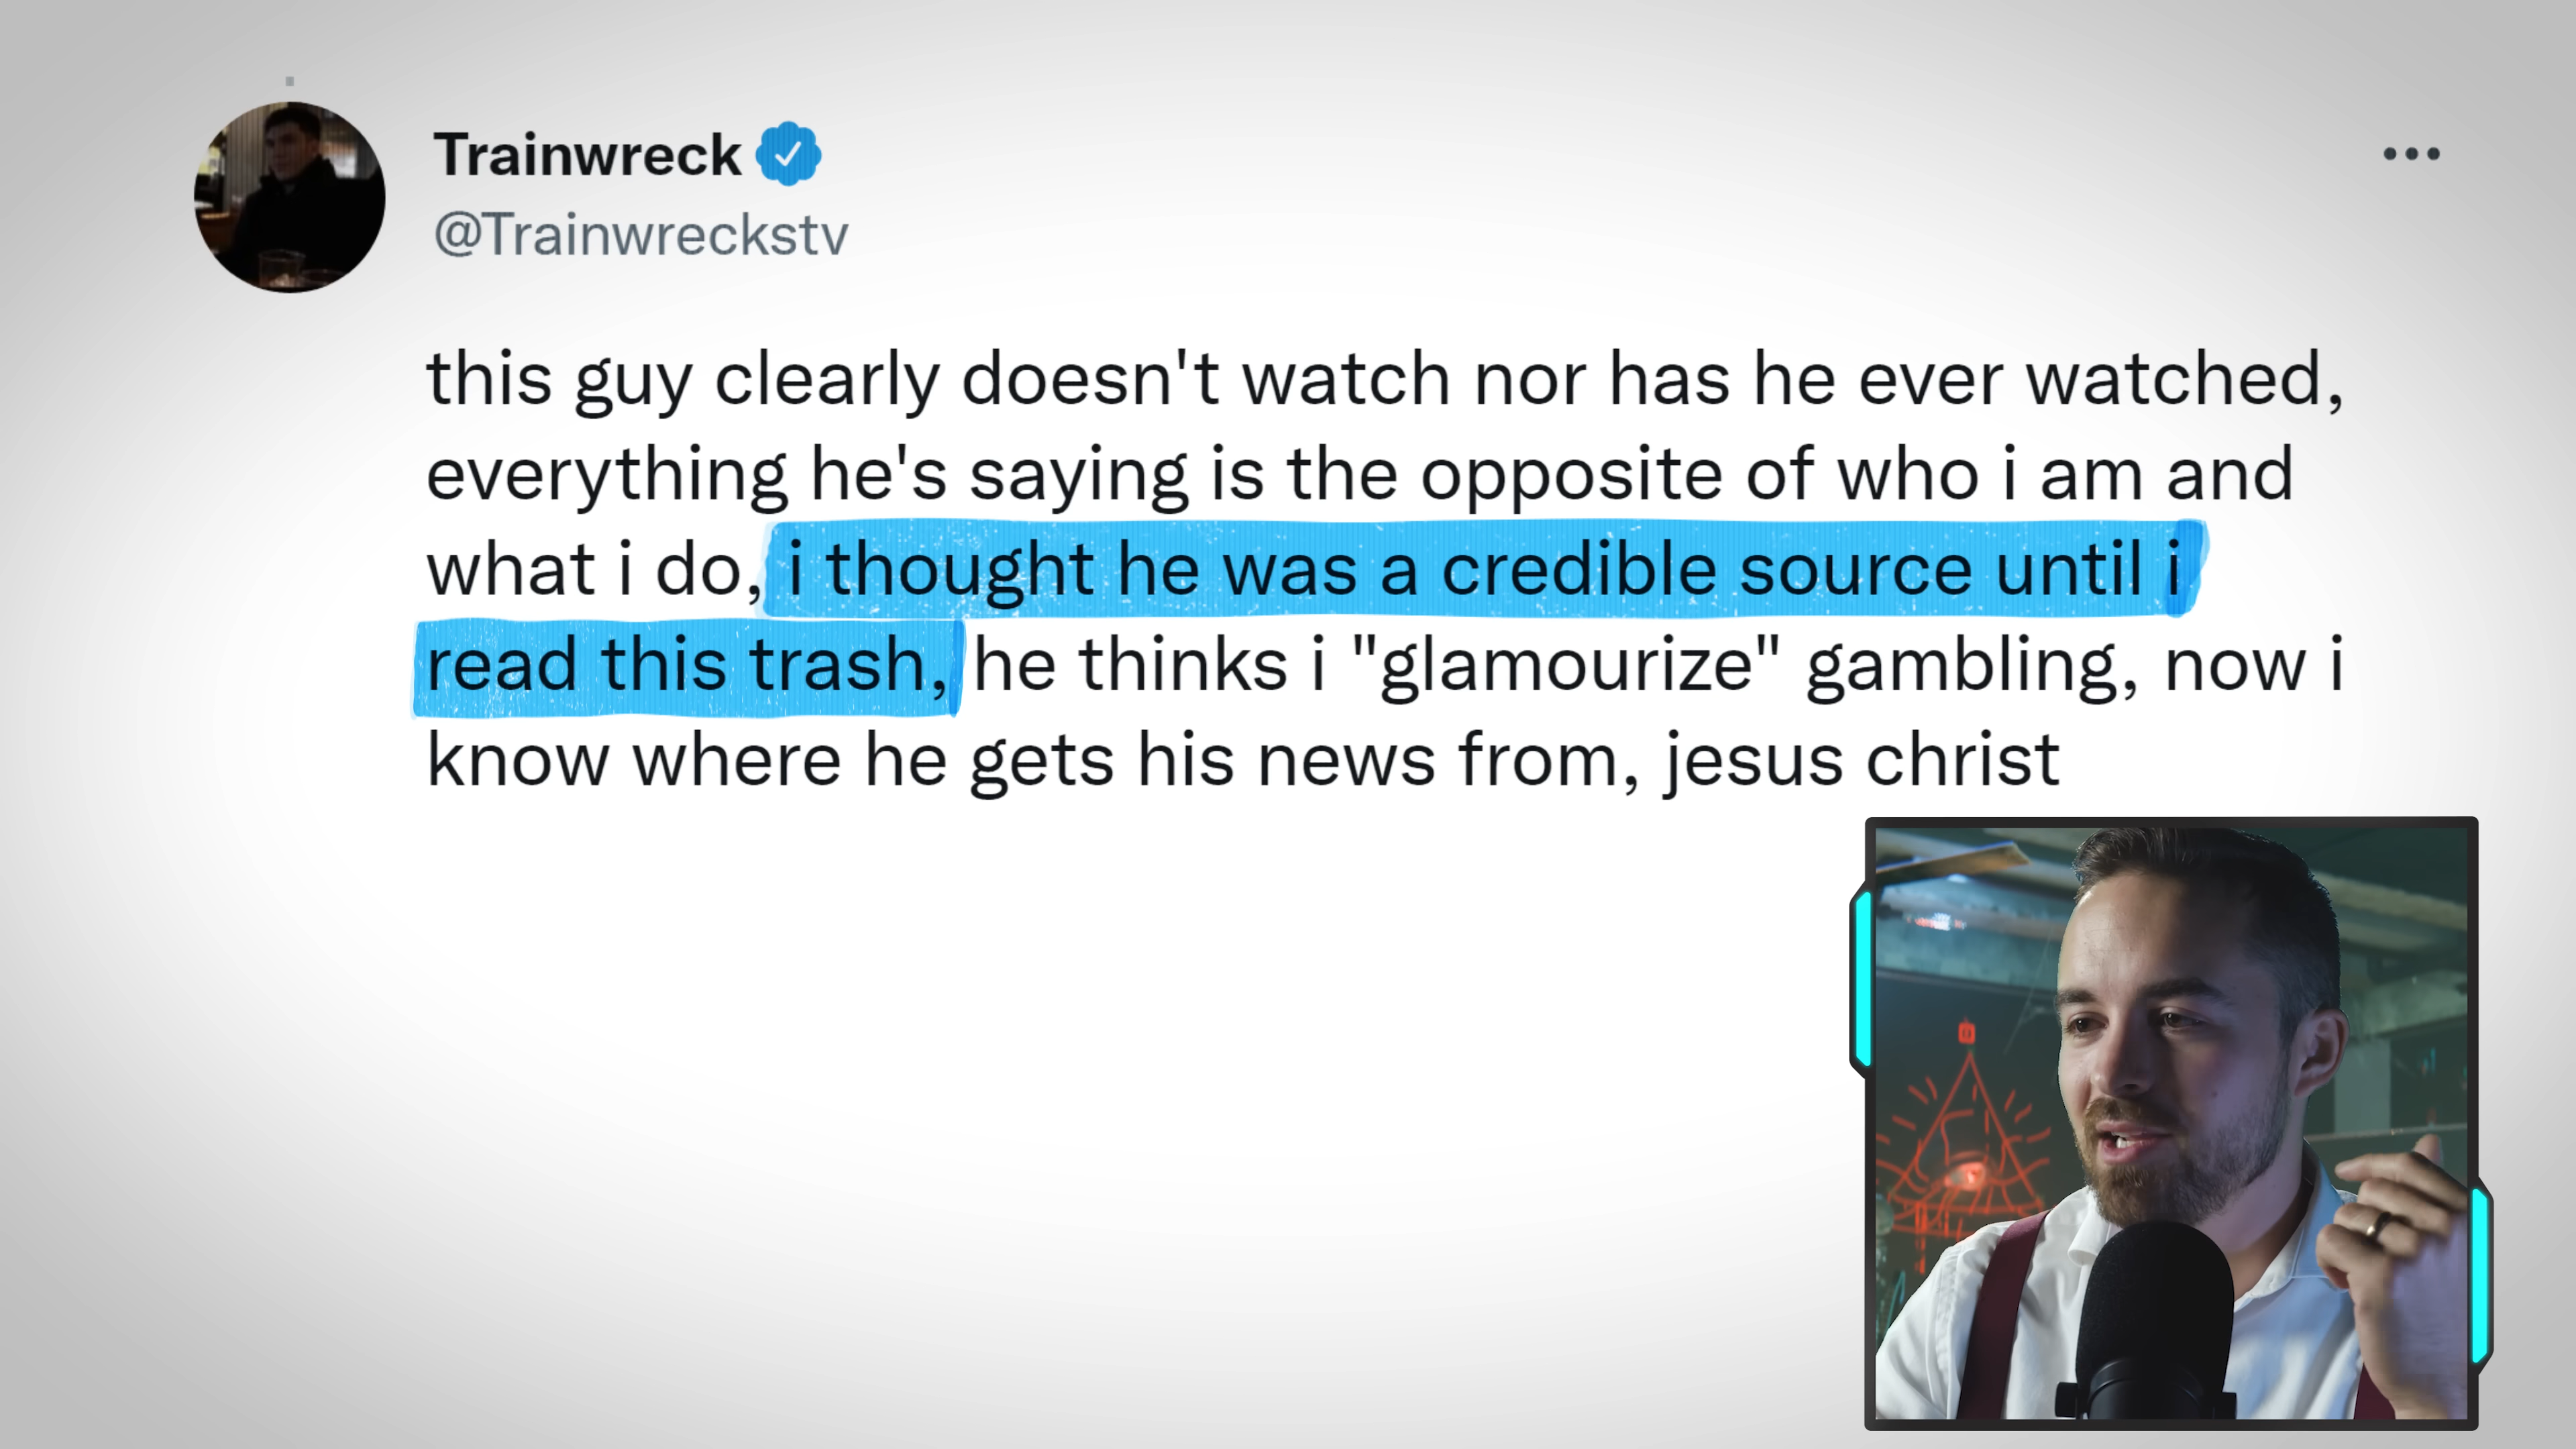 Trainwreck
@Trainwreckstv
this guy clearly doesn't watch nor has he ever watched,
everything he's saying is the opposite of who i am and
what i do, i thought he was a credible source until i
read this trash, he thinks i "glamourize" gambling, now i
know where he gets his news from, jesus christ